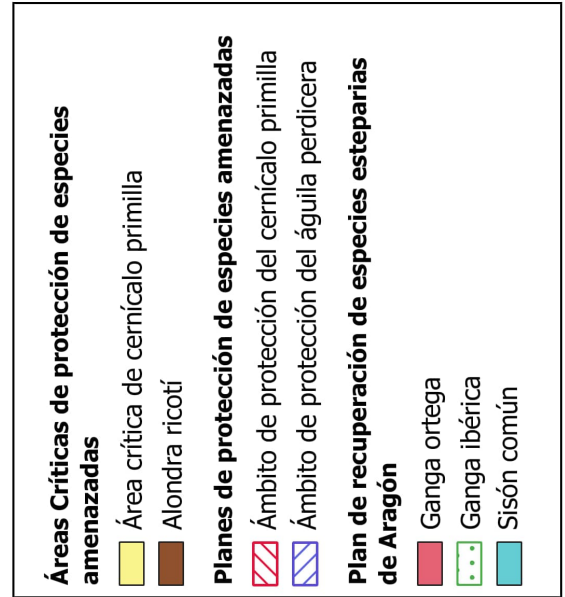 Áreas Críticas de protección de especies
amenazadas
Área crítica de cernícalo primilla
Alondra ricotí
Planes de protección de especies amenazadas
Ámbito de protección del cernícalo primilla
Ámbito de protección del águila perdicera
Plan de recuperación de especies esteparias
de Aragón
Ganga ortega
Ganga ibérica
Sisón común